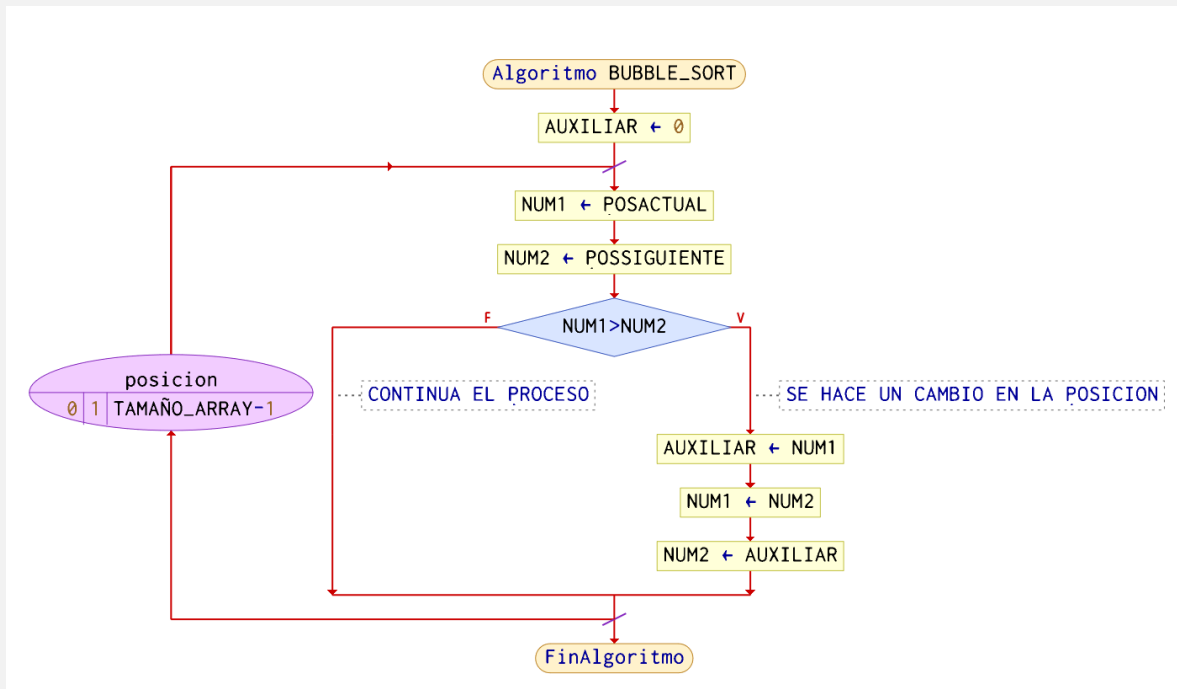 Algoritmo BUBBLE_SORT
AUXILIAR ← 0
NUM1 ← POSACTUAL
NUM2 ← POSSIGUIENTE
F
NUM1>NUM2
V
posicion
0 1 TAMAÑO_ARRAY-1
CONTINUA EL PROCESO
SE HACE UN CAMBIO EN LA POSICION
AUXILIAR ← NUM1
NUM1 ← NUM2
NUM2 ← AUXILIAR
FinAlgoritmo